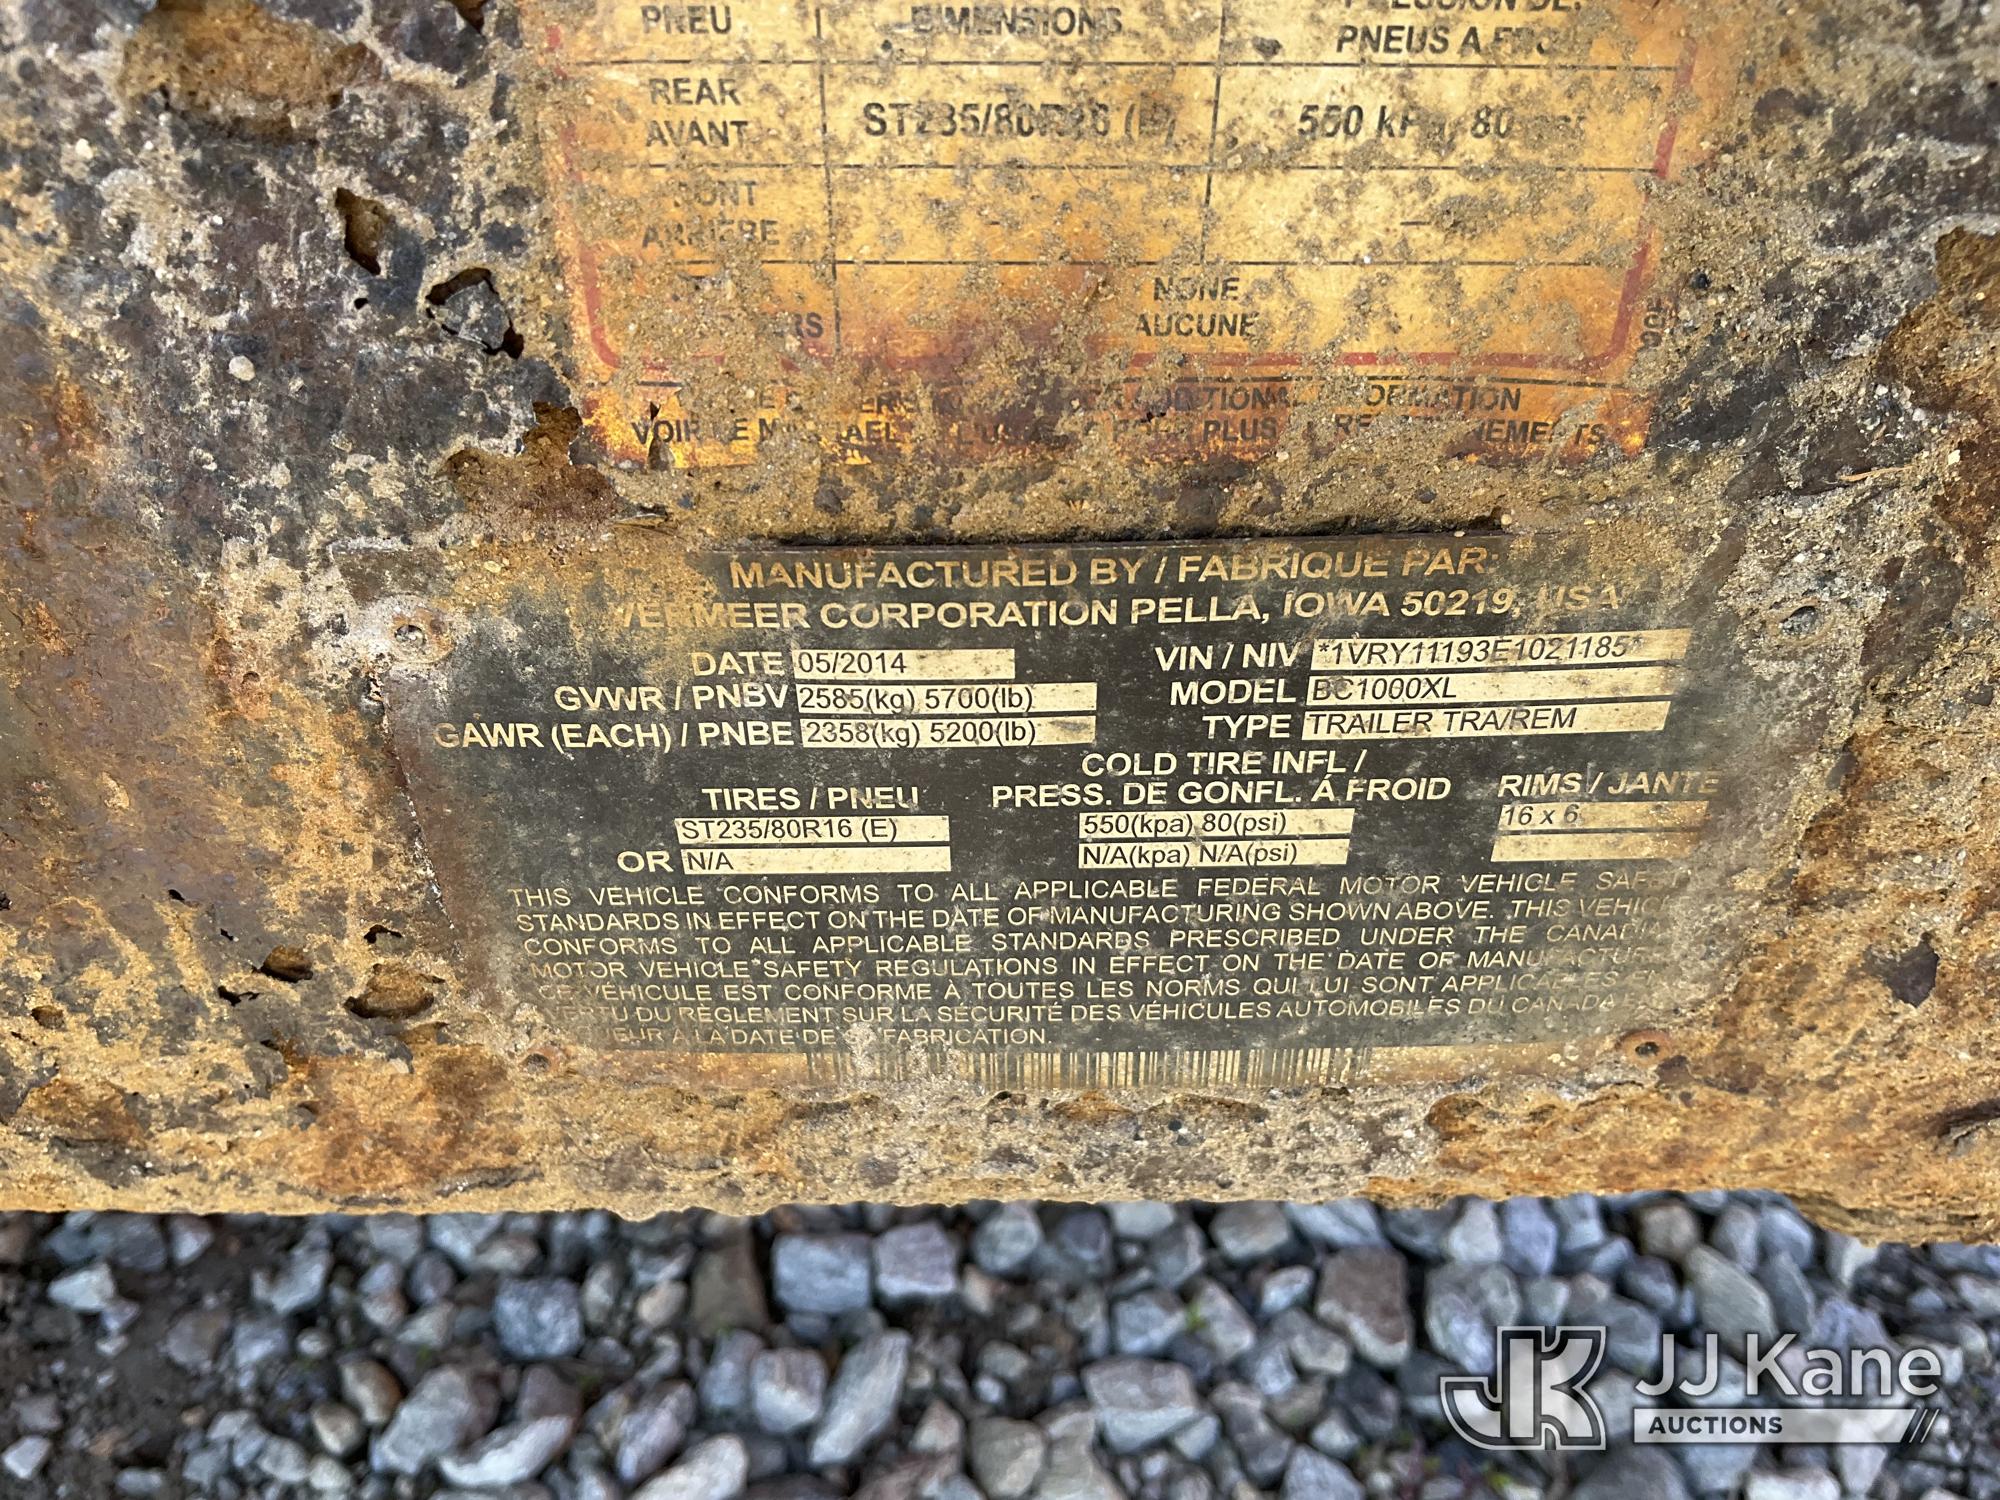 PNEU DIMENSIONS PNEUS A
REAR
AVANT ST235/80R16 550 kPa, 80
ARRIÈRE
NONE
AUCUNE
INFORMATION
VOIR PLUS
MANUFACTURED BY / FABRIQUE PAR:
VERMEER CORPORATION PELLA, IOWA 50219, USA
DATE 05/2014 VIN / NIV *1VRY11193E1021185*
GVWR / PNBV 2585(kg) 5700(lb) MODEL BC1000XL
GAWR (EACH) / PNBE 2358(kg) 5200(lb) TYPE TRAILER TRA/REM
COLD TIRE INFL /
TIRES / PNEU PRESS. DE GONFL. Á FROID RIMS / JANTE
ST235/80R16 (E) 550(kpa) 80(psi) 16 x 6
OR N/A N/A(kpa) N/A(psi)
THIS VEHICLE CONFORMS TO ALL APPLICABLE FEDERAL MOTOR VEHICLE
STANDARDS IN EFFECT ON THE DATE OF MANUFACTURING SHOWN ABOVE. THIS
CONFORMS TO ALL APPLICABLE STANDARDS PRESCRIBED UNDER THE
MOTOR VEHICLE SAFETY REGULATIONS IN EFFECT ON THE DATE OF
CE VÉHICULE EST CONFORME À TOUTES LES NORMS QUI LUI SONT
VERTU DU RÈGLEMENT SUR LA SÉCURITÉ DES VÉHICULES AUTOMOBILES DU CANADA
A LA DATE DE FABRICATION.
JK JJ Kane
AUCTIONS